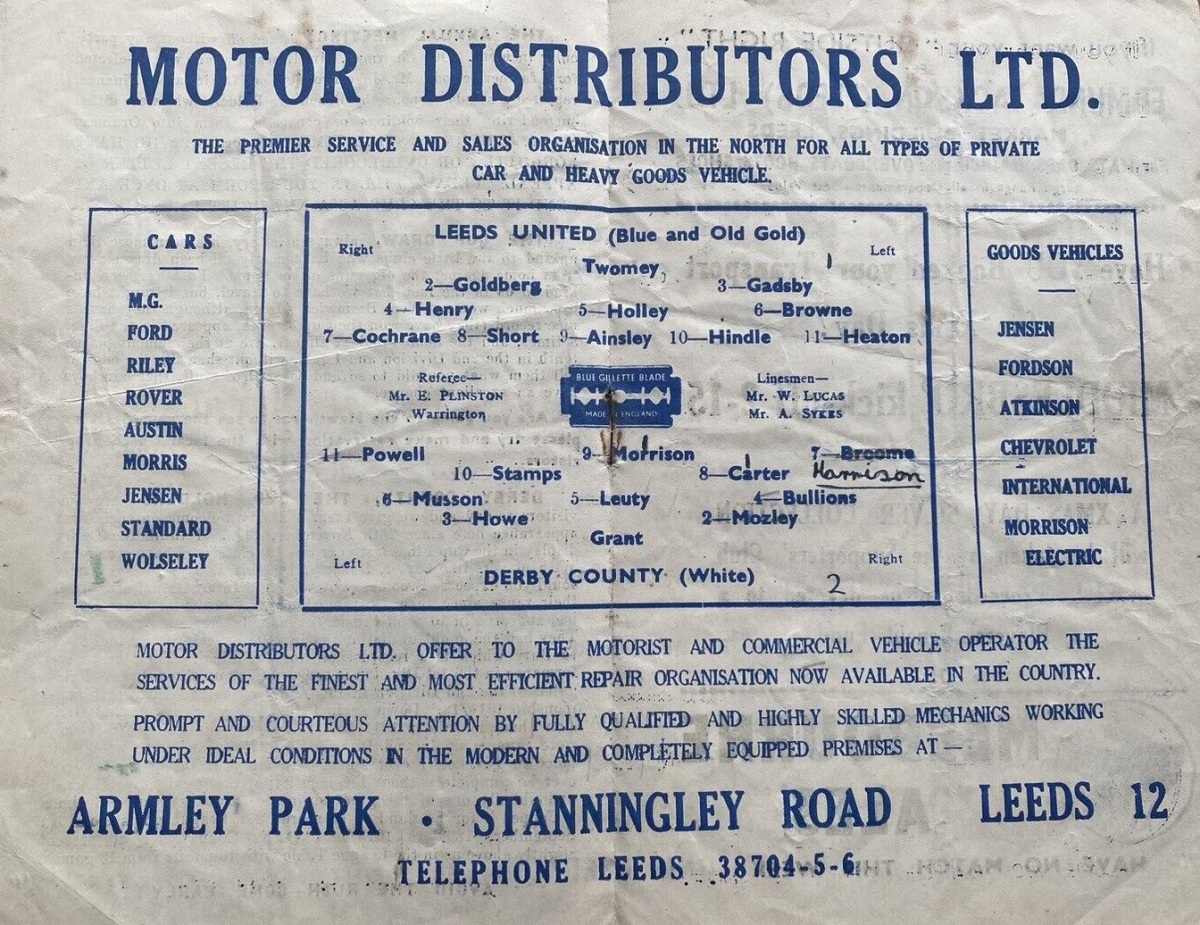 MOTOR DISTRIBUTORS LTD.
THE PREMIER SERVICE AND SALES ORGANISATION IN THE NORTH FOR ALL TYPES OF PRIVATE
CAR AND HEAVY GOODS VEHICLE.
CARS
M.G.
FORD
RILEY
ROVER
AUSTIN
MORRIS
JENSEN
STANDARD
WOLSELEY
LEEDS UNITED (Blue and Old Gold)
Right Left
Twomey 1
2—Goldberg 3—Gadsby
4—Henry 5—Holley 6—Browne
7—Cochrane 8—Short 9—Ainsley 10—Hindle 11—Heaton
Referee—
Mr. E. PLINSTON
Warrington
BLUE GILLETTE BLADE
MADE IN ENGLAND
Linesmen—
Mr. W. LUCAS
Mr. A. SYKES
11—Powell 9—Morrison 7—Broome
10—Stamps 8—Carter Harrison
6—Musson 5—Leuty 4—Bullions
3—Howe 2—Mozley
Grant
Left Right
DERBY COUNTY (White) 2
GOODS VEHICLES
JENSEN
FORDSON
ATKINSON
CHEVROLET
INTERNATIONAL
MORRISON
ELECTRIC
MOTOR DISTRIBUTORS LTD. OFFER TO THE MOTORIST AND COMMERCIAL VEHICLE OPERATOR THE
SERVICES OF THE FINEST AND MOST EFFICIENT REPAIR ORGANISATION NOW AVAILABLE IN THE COUNTRY.
PROMPT AND COURTEOUS ATTENTION BY FULLY QUALIFIED AND HIGHLY SKILLED MECHANICS WORKING
UNDER IDEAL CONDITIONS IN THE MODERN AND COMPLETELY EQUIPPED PREMISES AT —
ARMLEY PARK · STANNINGLEY ROAD LEEDS 12
TELEPHONE LEEDS 38704-5-6